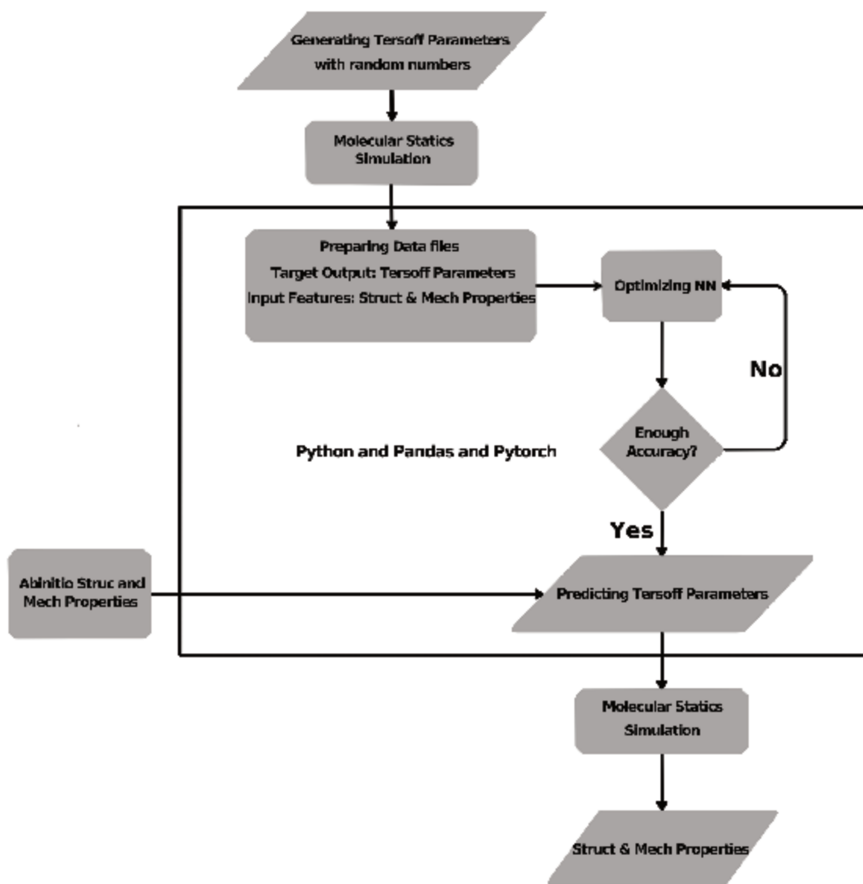 Generating Tersoff Parameters
with random numbers
Molecular Statics
Simulation
Preparing Data files
Target Output: Tersoff Parameters
Input Features: Struct & Mech Properties
Optimizing NN
No
Enough
Accuracy?
Python and Pandas and Pytorch
Yes
Abinitio Struc and
Mech Properties
Predicting Tersoff Parameters
Molecular Statics
Simulation
Struct & Mech Properties